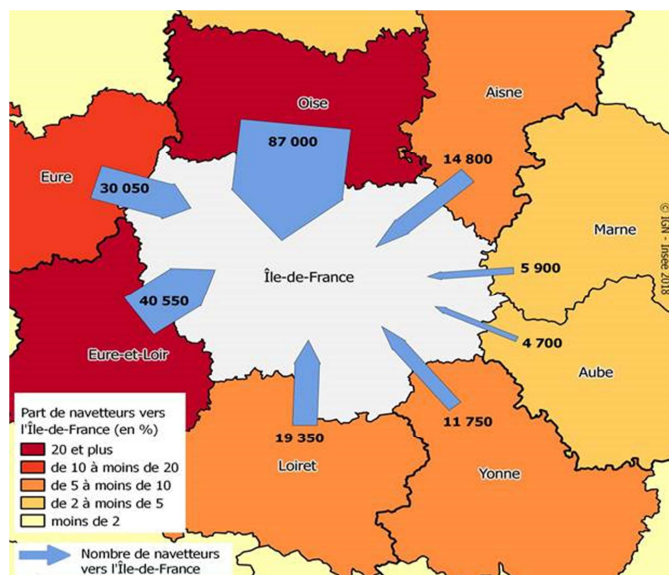 Oise
Aisne
87 000
14 800
Eure
30 050
Marne
5 900
Île-de-France
40 550
4 700
Eure-et-Loir
Aube
19 350
11 750
Loiret
Yonne
© IGN - Insee 2018
Part de navetteurs vers
l'Île-de-France (en %)
20 et plus
de 10 à moins de 20
de 5 à moins de 10
de 2 à moins de 5
moins de 2
Nombre de navetteurs
vers l'Île-de-France